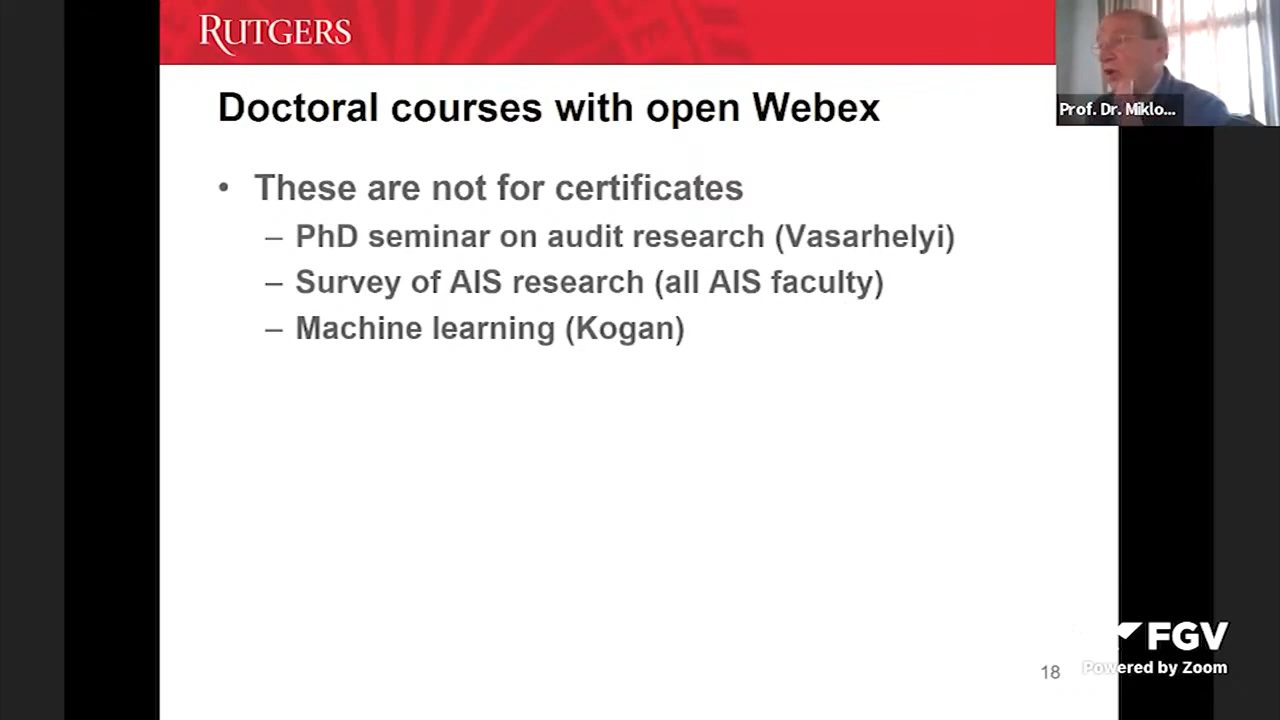 RUTGERS
Prof. Dr. Miklo...
Doctoral courses with open Webex
• These are not for certificates
– PhD seminar on audit research (Vasarhelyi)
– Survey of AIS research (all AIS faculty)
– Machine learning (Kogan)
FGV
Powered by Zoom
18